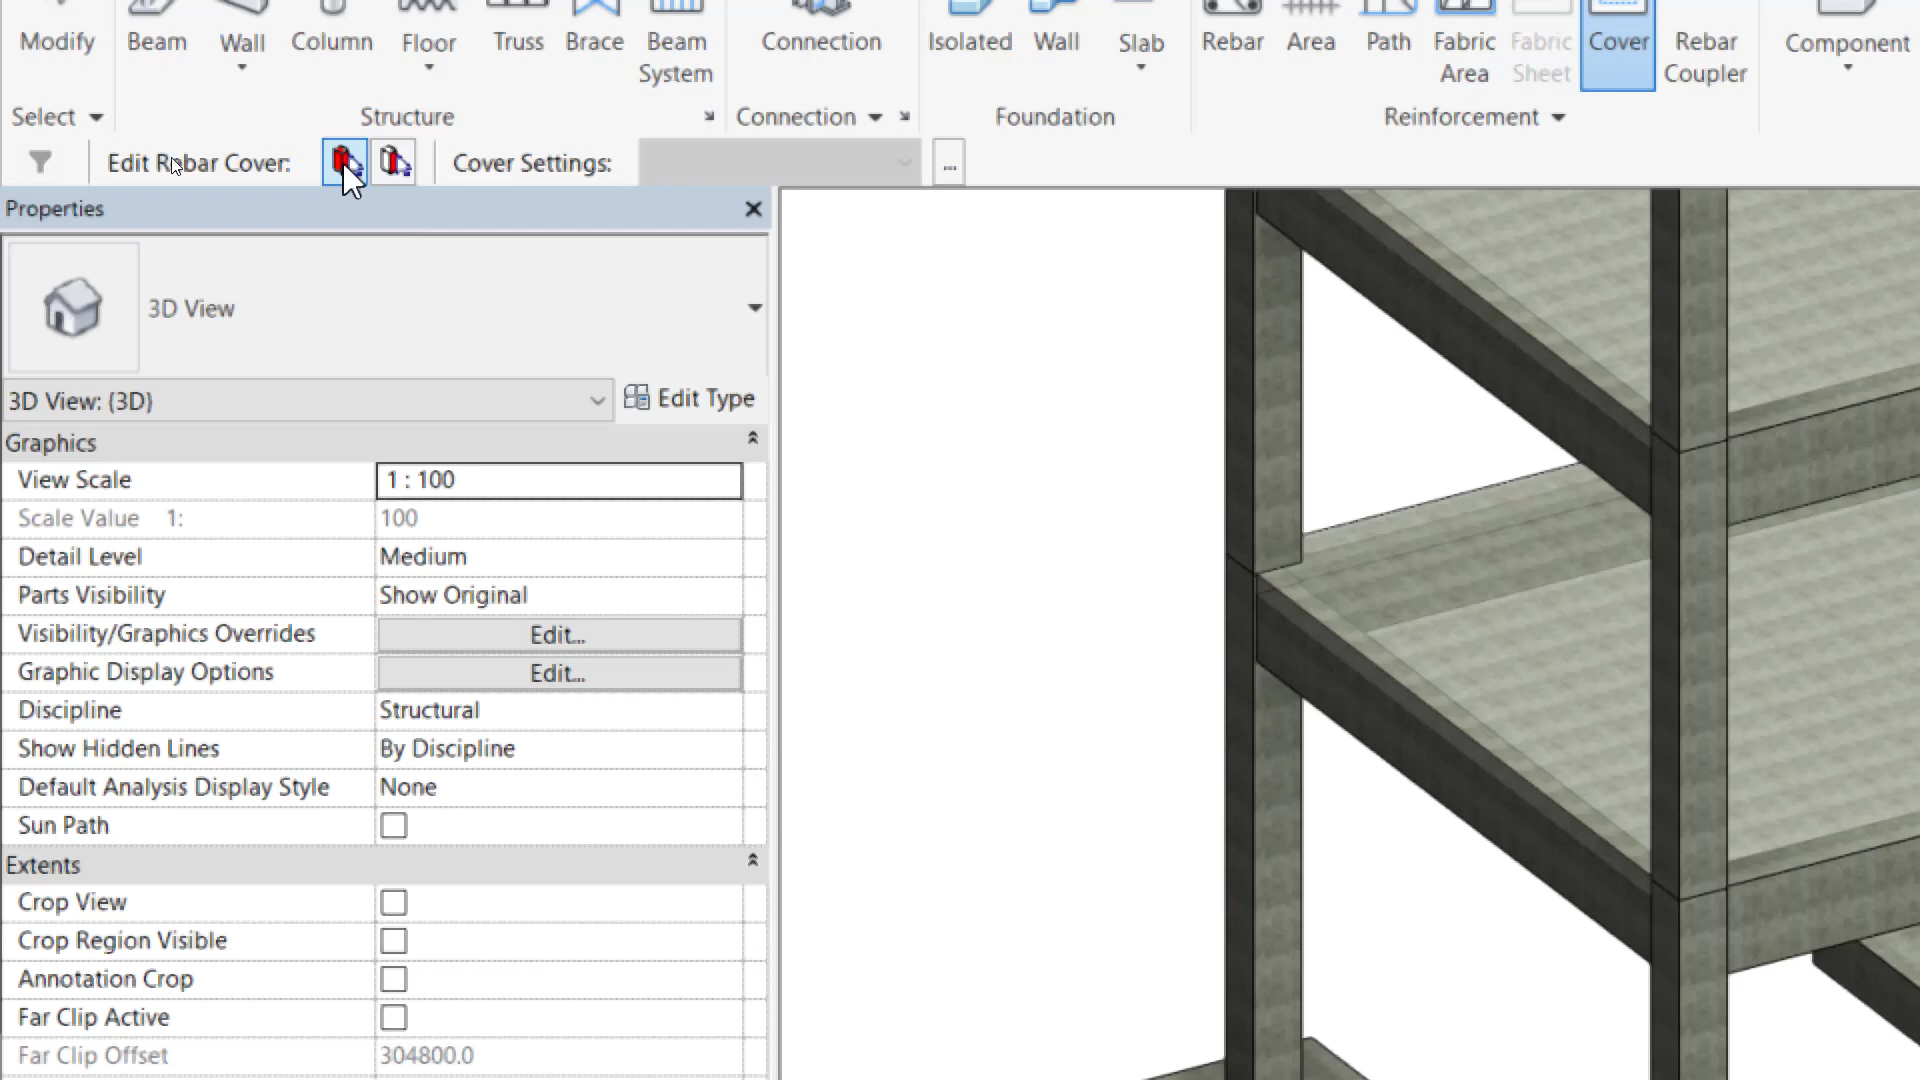 Modify
Beam
Wall
Column
Floor
Truss
Brace
Beam System
Connection
Isolated
Wall
Slab
Rebar
Area
Path
Fabric Area
Fabric Sheet
Cover
Rebar Coupler
Component
Select
Structure
Connection
Foundation
Reinforcement
Edit Rebar Cover:
Cover Settings:
...
Properties
3D View
3D View: {3D}
Edit Type
Graphics
View Scale 1 : 100
Scale Value 1: 100
Detail Level Medium
Parts Visibility Show Original
Visibility/Graphics Overrides Edit...
Graphic Display Options Edit...
Discipline Structural
Show Hidden Lines By Discipline
Default Analysis Display Style None
Sun Path
Extents
Crop View
Crop Region Visible
Annotation Crop
Far Clip Active
Far Clip Offset 304800.0